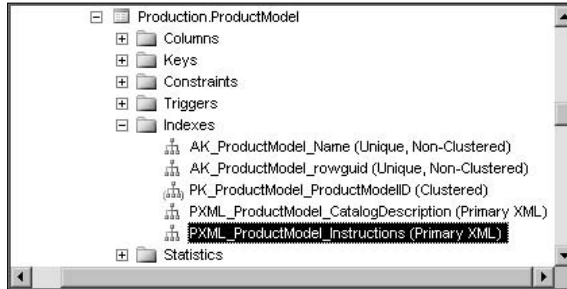 Production.ProductModel
Columns
Keys
Constraints
Triggers
Indexes
AK_ProductModel_Name (Unique, Non-Clustered)
AK_ProductModel_rowguid (Unique, Non-Clustered)
PK_ProductModel_ProductModelID (Clustered)
PXML_ProductModel_CatalogDescription (Primary XML)
PXML_ProductModel_Instructions (Primary XML)
Statistics